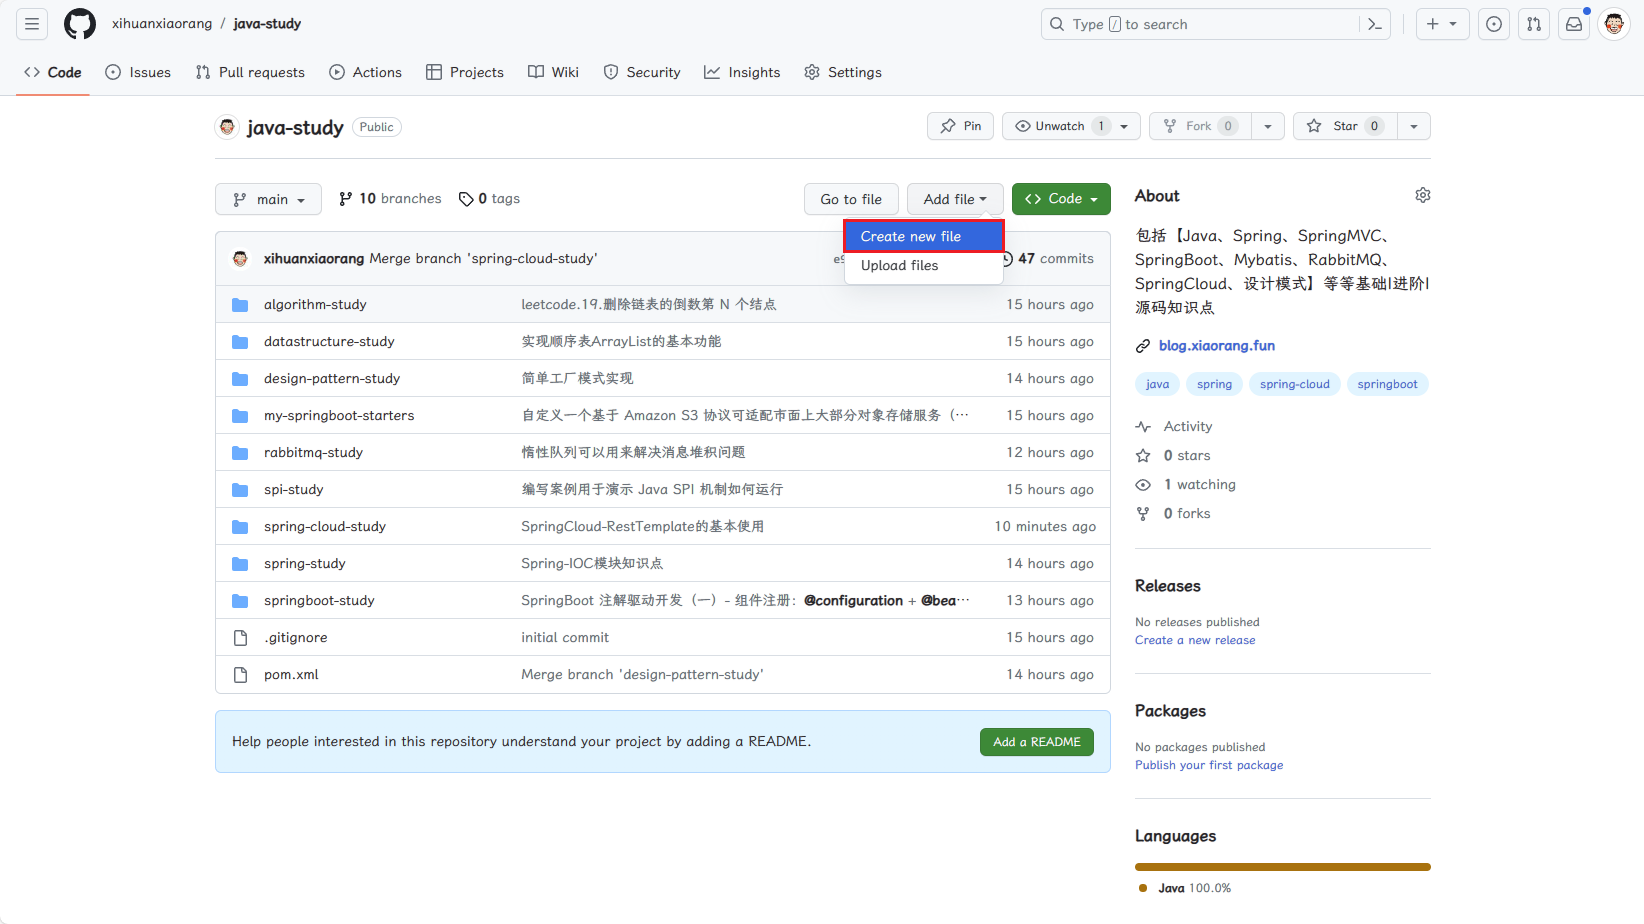 xihuanxiaorang / java-study
Type / to search
Code Issues Pull requests Actions Projects Wiki Security Insights Settings
java-study Public
Pin Unwatch 1 Fork 0 Star 0
main 10 branches 0 tags Go to file Add file Code
Create new file
Upload files
xihuanxiaorang Merge branch 'spring-cloud-study' 47 commits
algorithm-study leetcode.19.删除链表的倒数第 N 个结点 15 hours ago
datastructure-study 实现顺序表ArrayList的基本功能 15 hours ago
design-pattern-study 简单工厂模式实现 14 hours ago
my-springboot-starters 自定义一个基于 Amazon S3 协议可适配市面上大部分对象存储服务（… 15 hours ago
rabbitmq-study 惰性队列可以用来解决消息堆积问题 12 hours ago
spi-study 编写案例用于演示 Java SPI 机制如何运行 15 hours ago
spring-cloud-study SpringCloud-RestTemplate的基本使用 10 minutes ago
spring-study Spring-IOC模块知识点 14 hours ago
springboot-study SpringBoot 注解驱动开发（一）- 组件注册：@configuration + @bea… 13 hours ago
.gitignore initial commit 15 hours ago
pom.xml Merge branch 'design-pattern-study' 14 hours ago
Help people interested in this repository understand your project by adding a README. Add a README
About
包括【Java、Spring、SpringMVC、
SpringBoot、Mybatis、RabbitMQ、
SpringCloud、设计模式】等等基础|进阶|
源码知识点
blog.xiaorang.fun
java spring spring-cloud springboot
Activity
0 stars
1 watching
0 forks
Releases
No releases published
Create a new release
Packages
No packages published
Publish your first package
Languages
Java 100.0%